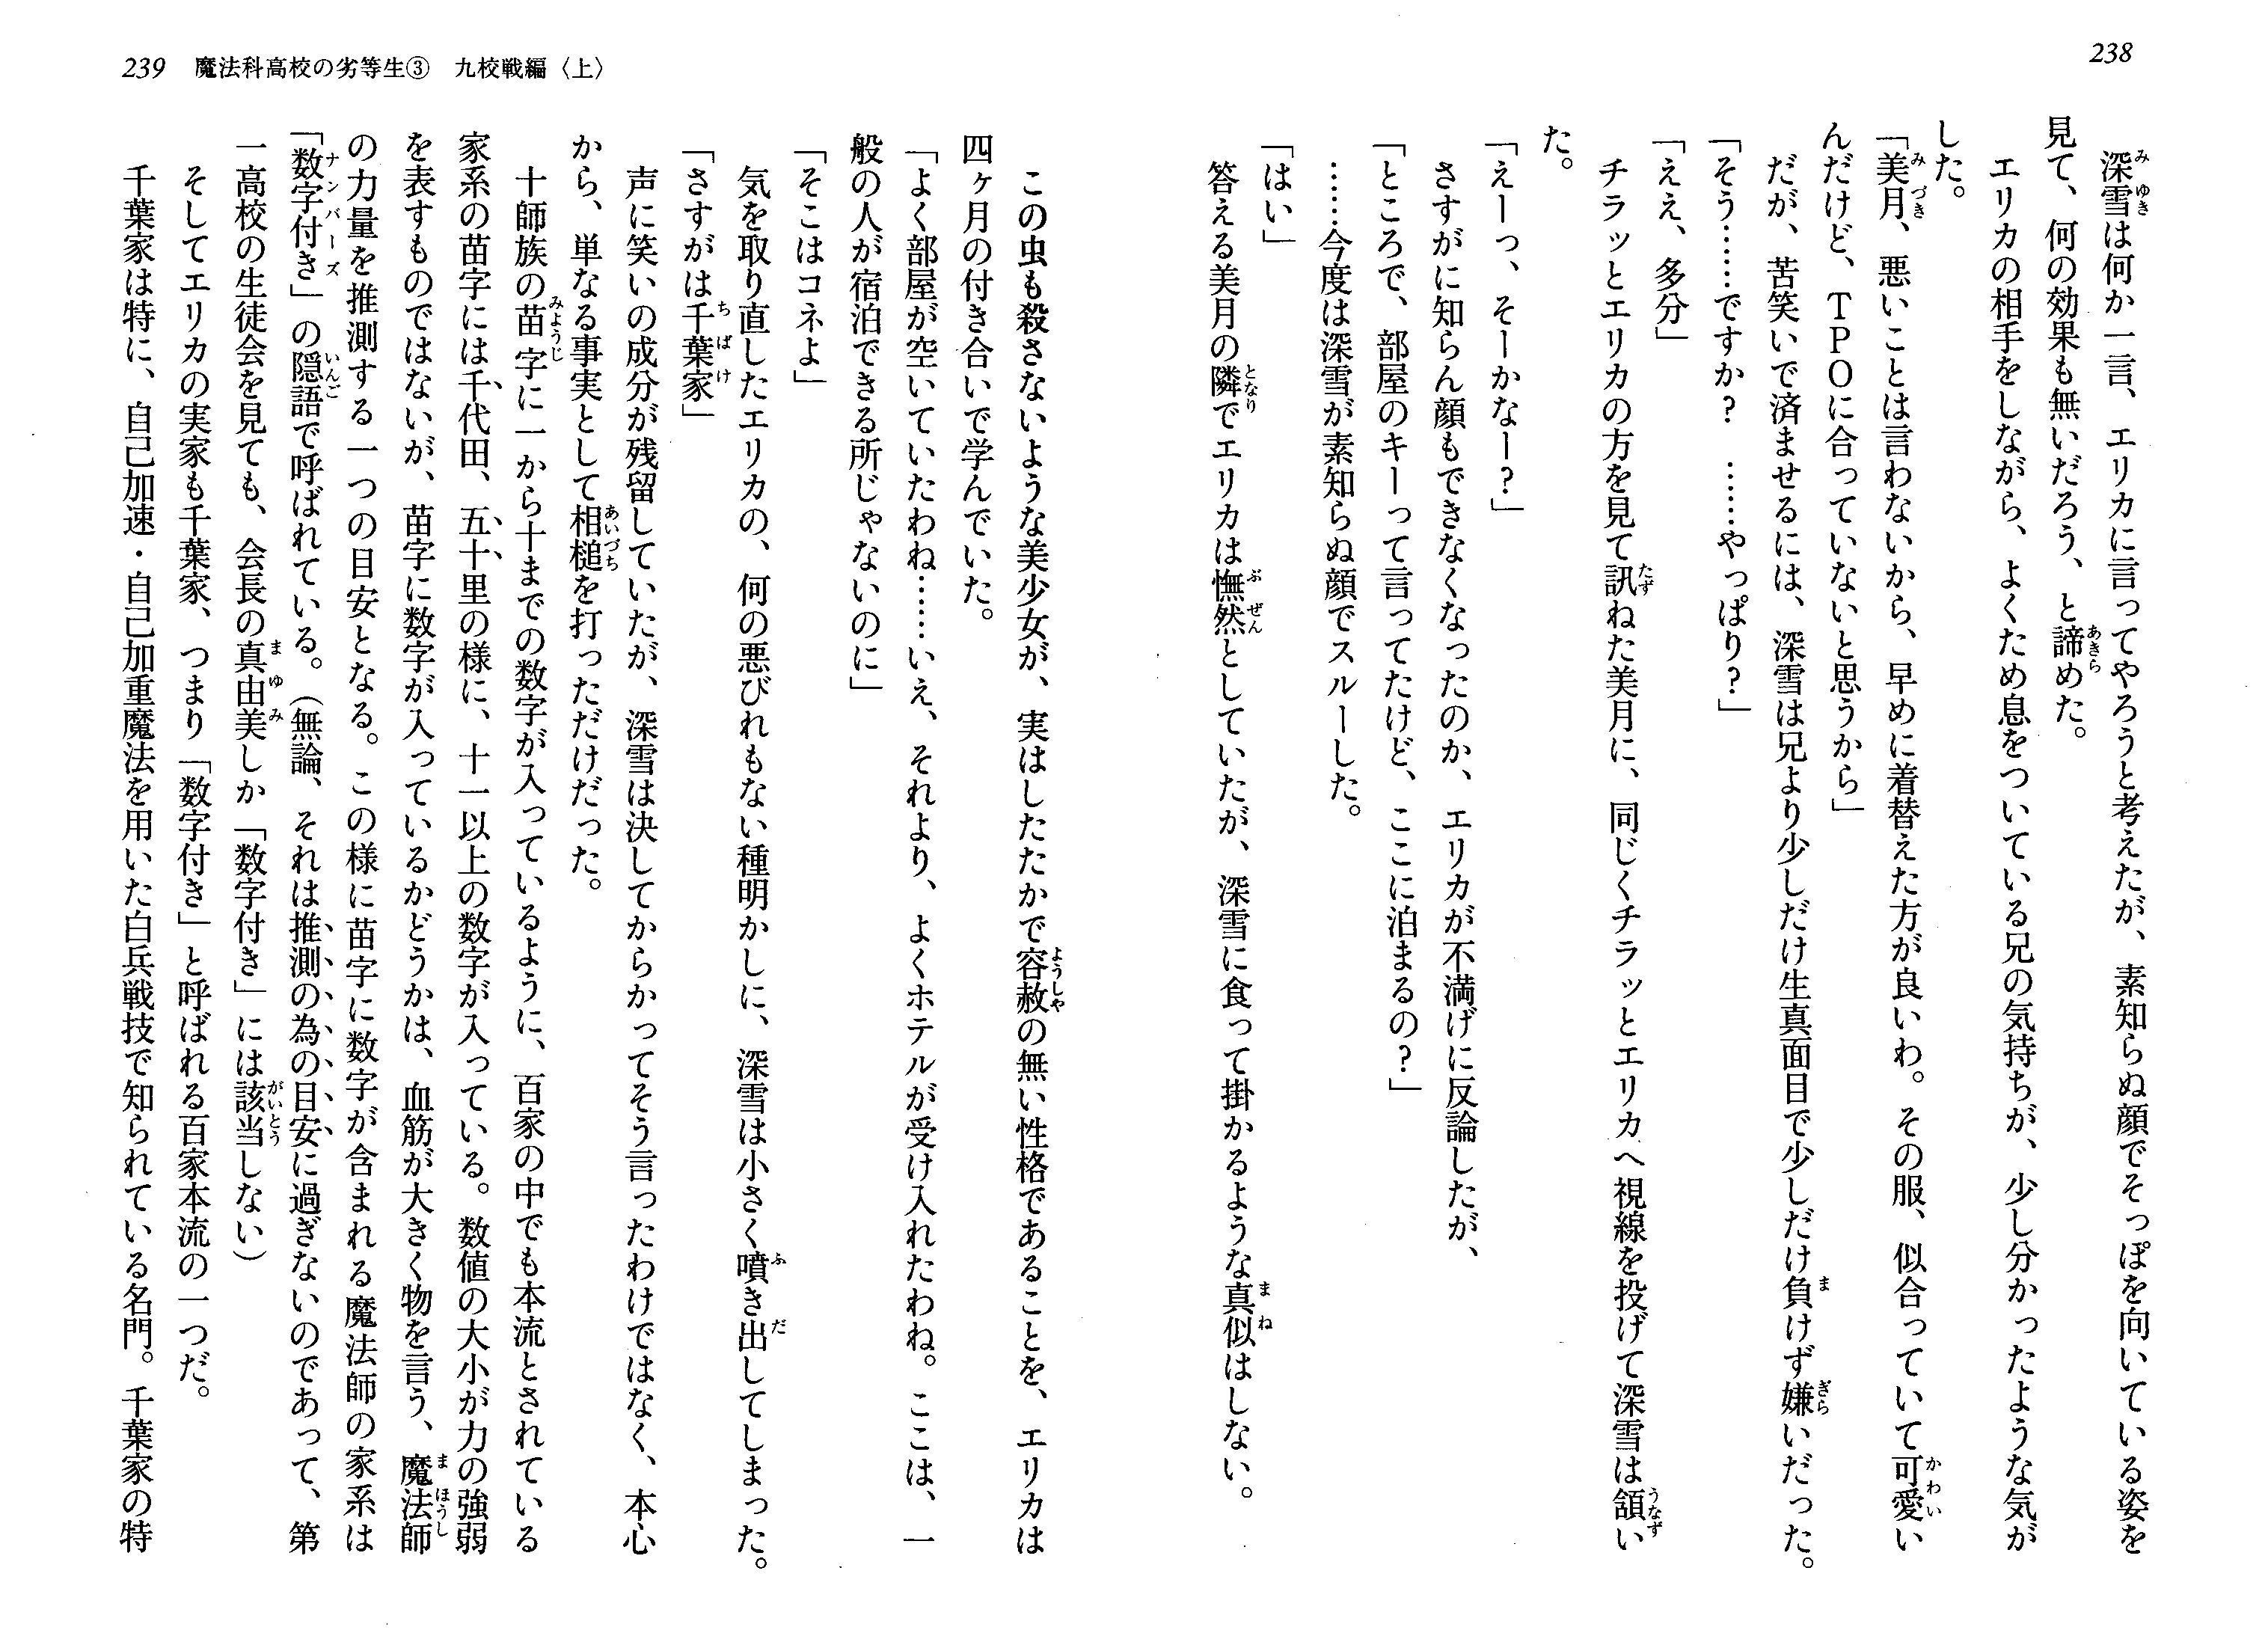 238
深雪は何か一言、エリカに言ってやろうと考えたが、素知らぬ顔でそっぽを向いている姿を
見て、何の効果も無いだろう、と諦めた。
エリカの相手をしながら、よくため息をついている兄の気持ちが、少し分かったような気が
した。
「美月、悪いことは言わないから、早めに着替えた方が良いわ。その服、似合っていて可愛い
んだけど、TPOに合っていないと思うから」
だが、苦笑いで済ませるには、深雪は兄より少しだけ生真面目で少しだけ負けず嫌いだった。
「そう……ですか？　……やっぱり？」
「ええ、多分」
チラッとエリカの方を見て訊ねた美月に、同じくチラッとエリカへ視線を投げて深雪は頷い
た。
「えーっ、そーかなー？」
さすがに知らん顔もできなくなったのか、エリカが不満げに反論したが、
「ところで、部屋のキーって言ってたけど、ここに泊まるの？」
……今度は深雪が素知らぬ顔でスルーした。
「はい」
答える美月の隣でエリカは憮然としていたが、深雪に食って掛かるような真似はしない。
239　魔法科高校の劣等生③　九校戦編〈上〉
この虫も殺さないような美少女が、実はしたたかで容赦の無い性格であることを、エリカは
四ヶ月の付き合いで学んでいた。
「よく部屋が空いていたわね……いえ、それより、よくホテルが受け入れたわね。ここは、一
般の人が宿泊できる所じゃないのに」
「そこはコネよ」
気を取り直したエリカの、何の悪びれもない種明かしに、深雪は小さく噴き出してしまった。
「さすがは千葉家」
声に笑いの成分が残留していたが、深雪は決してからかってそう言ったわけではなく、本心
から、単なる事実として相槌を打っただけだった。
十師族の苗字に一から十までの数字が入っているように、百家の中でも本流とされている
家系の苗字には千代田、五十里の様に、十一以上の数字が入っている。数値の大小が力の強弱
を表すものではないが、苗字に数字が入っているかどうかは、血筋が大きく物を言う、魔法師
の力量を推測する一つの目安となる。この様に苗字に数字が含まれる魔法師の家系は
「数字付き」の隠語で呼ばれている。（無論、それは推測の為の目安に過ぎないのであって、第
一高校の生徒会を見ても、会長の真由美しか「数字付き」には該当しない）
そしてエリカの実家も千葉家、つまり「数字付き」と呼ばれる百家本流の一つだ。
千葉家は特に、自己加速・自己加重魔法を用いた白兵戦技で知られている名門。千葉家の特